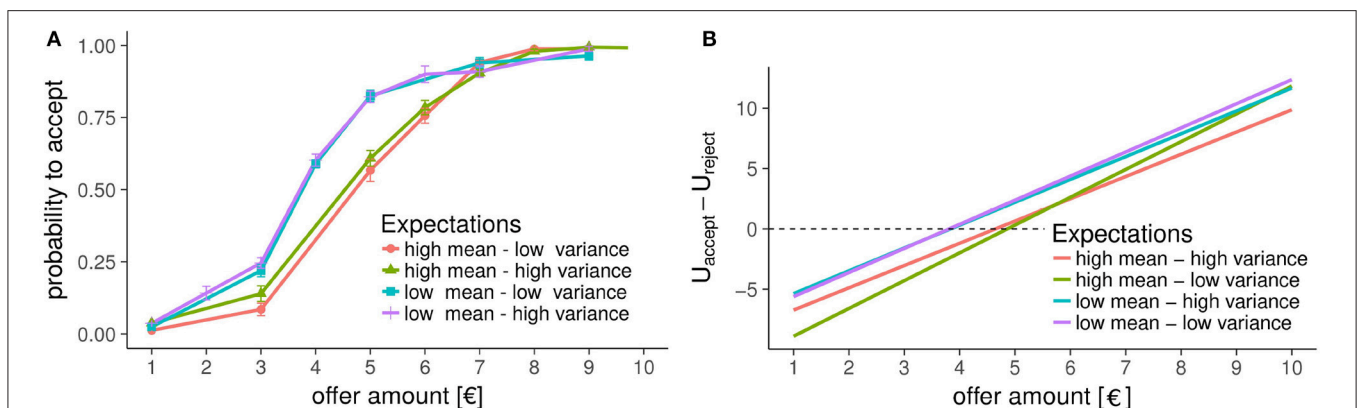 A
probability to accept
1.00
0.75
0.50
0.25
0.00
Expectations
high mean - low variance
high mean - high variance
low mean - low variance
low mean - high variance
1 2 3 4 5 6 7 8 9 10
offer amount [€]
B
Uaccept – Ureject
10
5
0
−5
Expectations
high mean – high variance
high mean – low variance
low mean – high variance
low mean – low variance
1 2 3 4 5 6 7 8 9 10
offer amount [€]